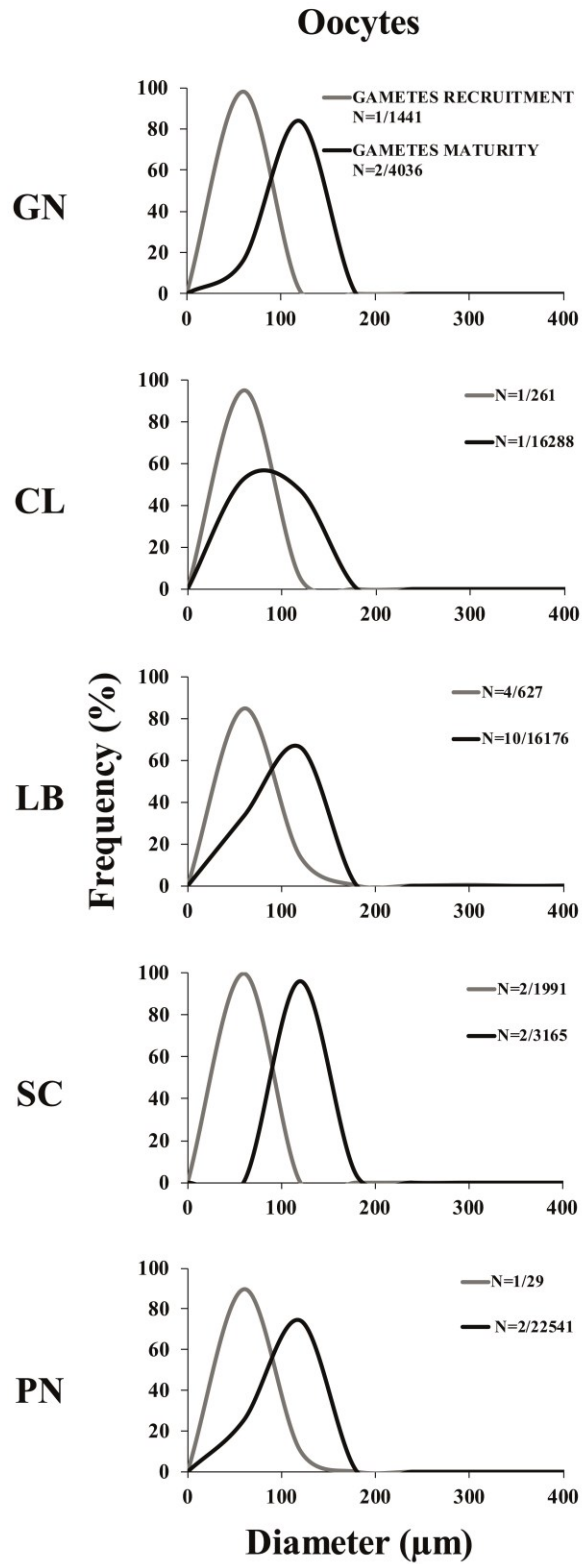 Oocytes
GN
100
80
60
40
20
0
GAMETES RECRUITMENT
N=1/1441
GAMETES MATURITY
N=2/4036
0 100 200 300 400
CL
100
80
60
40
20
0
N=1/261
N=1/16288
0 100 200 300 400
Frequency (%)
LB
100
80
60
40
20
0
N=4/627
N=10/16176
0 100 200 300 400
SC
100
80
60
40
20
0
N=2/1991
N=2/3165
0 100 200 300 400
PN
100
80
60
40
20
0
N=1/29
N=2/22541
0 100 200 300 400
Diameter (µm)